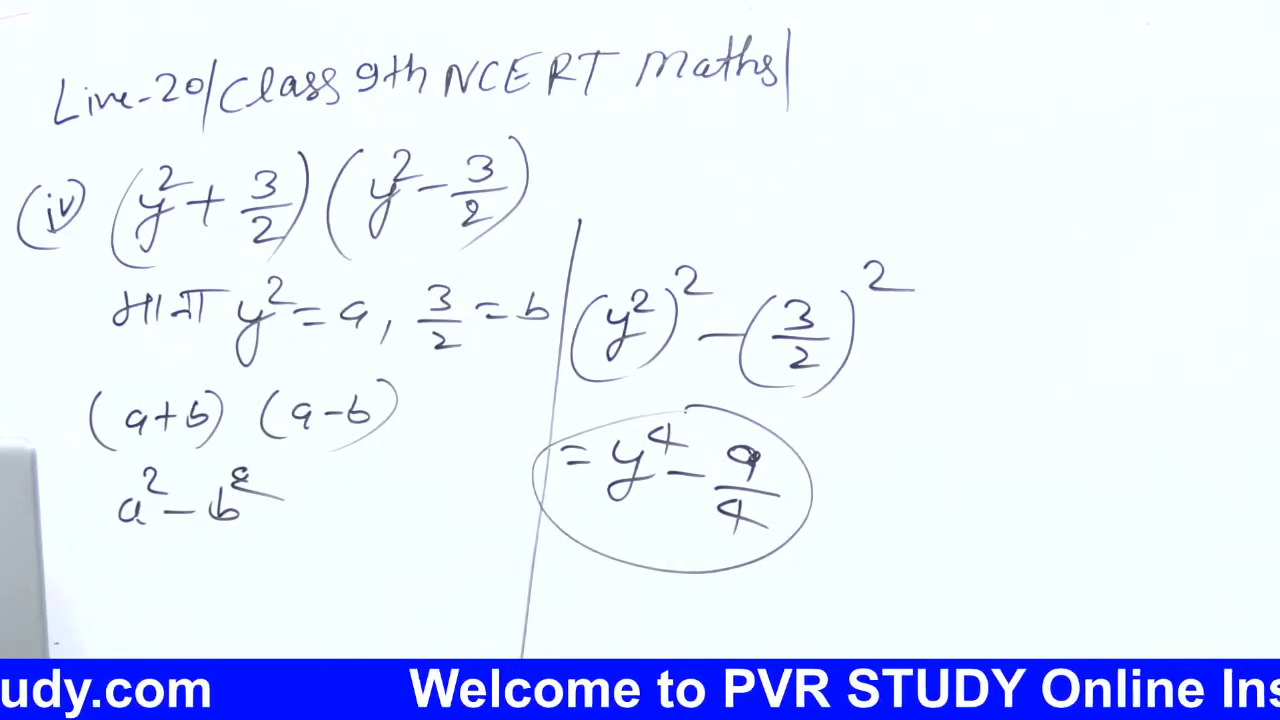 Live-20/Class 9th NCERT Maths|
(iv) (y² + 3/2) (y² - 3/2)
माना y² = a, 3/2 = b
(a+b) (a-b)
a² - b²
(y²)² - (3/2)²
= y⁴ - 9/4
udy.com Welcome to PVR STUDY Online Ins